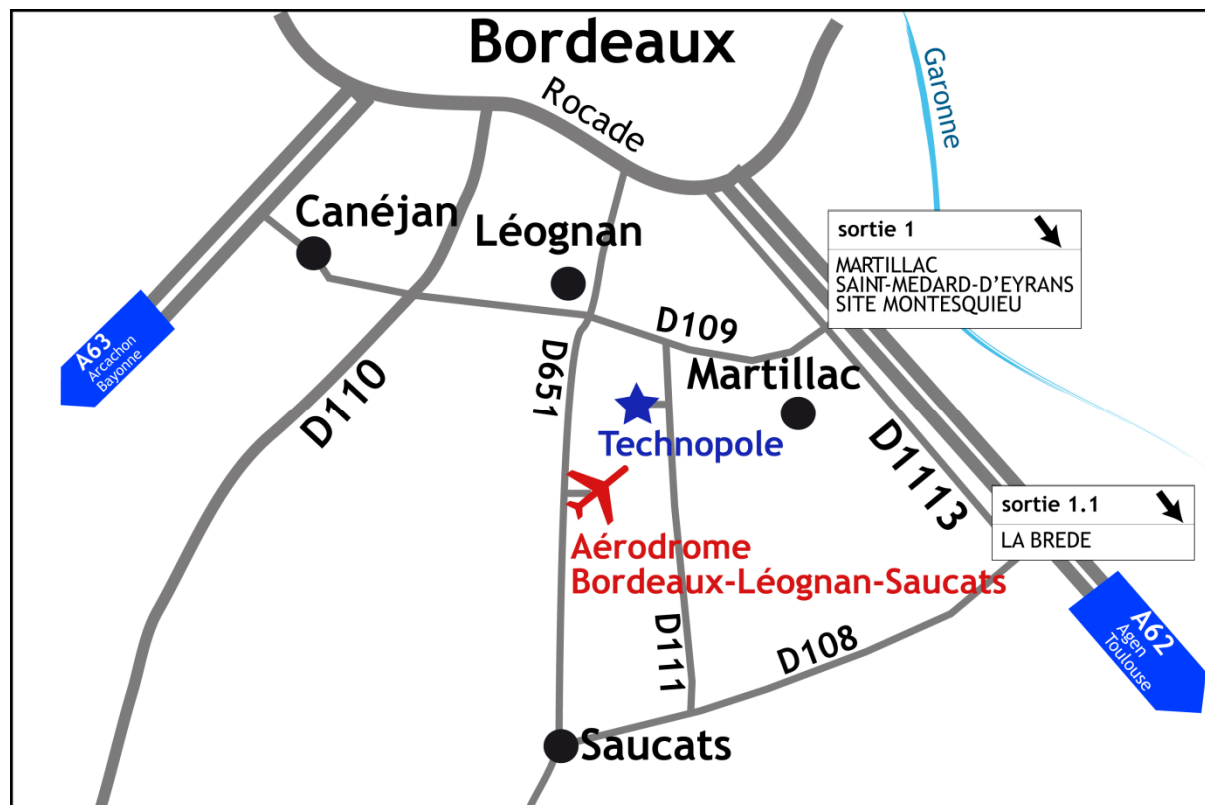 Bordeaux
Rocade
Garonne
Canéjan
Léognan
sortie 1
MARTILLAC
SAINT-MEDARD-D'EYRANS
SITE MONTESQUIEU
A63
Arcachon
Bayonne
D109
D651
D110
Martillac
Technopole
D1113
sortie 1.1
LA BREDE
Aérodrome
Bordeaux-Léognan-Saucats
A62
Agen
Toulouse
D111
D108
Saucats